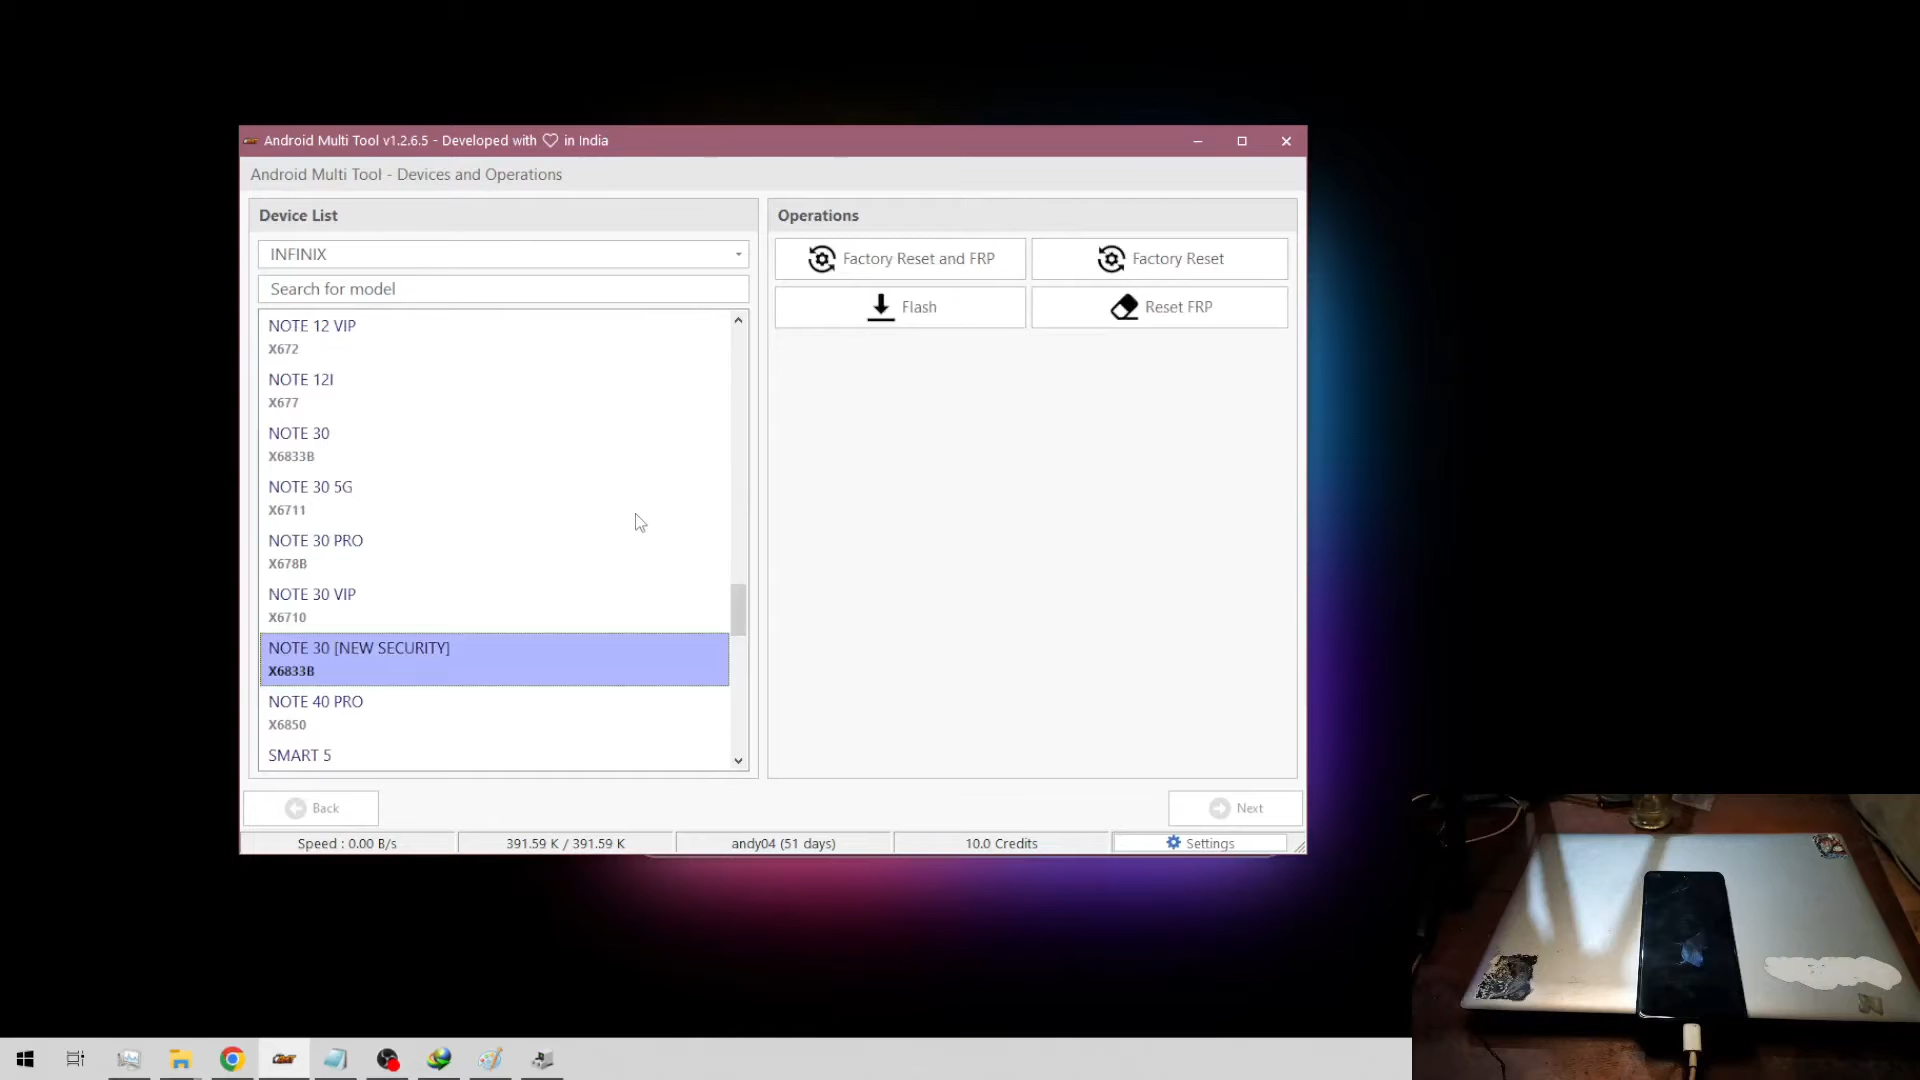 Android Multi Tool v1.2.6.5 - Developed with ♡ in India
Android Multi Tool - Devices and Operations
Device List
INFINIX
Search for model
NOTE 12 VIP
X672
NOTE 12I
X677
NOTE 30
X6833B
NOTE 30 5G
X6711
NOTE 30 PRO
X678B
NOTE 30 VIP
X6710
NOTE 30 [NEW SECURITY]
X6833B
NOTE 40 PRO
X6850
SMART 5
Operations
Factory Reset and FRP
Factory Reset
Flash
Reset FRP
Back
Next
Speed : 0.00 B/s
391.59 K / 391.59 K
andy04 (51 days)
10.0 Credits
Settings